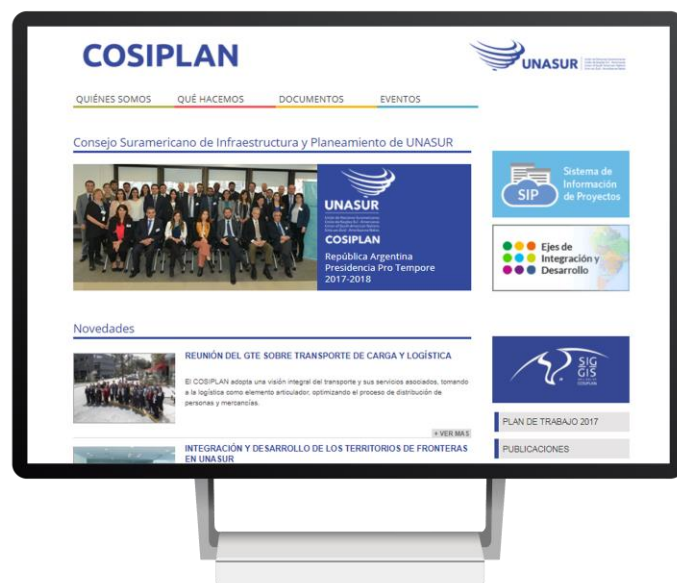 COSIPLAN
UNASUR
QUIÉNES SOMOS
QUÉ HACEMOS
DOCUMENTOS
EVENTOS
Consejo Suramericano de Infraestructura y Planeamiento de UNASUR
UNASUR
COSIPLAN
República Argentina
Presidencia Pro Tempore
2017-2018
SIP
Sistema de
Información
de Proyectos
Ejes de
Integración y
Desarrollo
Novedades
REUNIÓN DEL GTE SOBRE TRANSPORTE DE CARGA Y LOGÍSTICA
El COSIPLAN adopta una visión integral del transporte y sus servicios asociados, tomando
a la logística como elemento articulador, optimizando el proceso de distribución de
personas y mercancías.
+ VER MAS
INTEGRACIÓN Y DESARROLLO DE LOS TERRITORIOS DE FRONTERAS
EN UNASUR
SIG
GIS
COSIPLAN
PLAN DE TRABAJO 2017
PUBLICACIONES